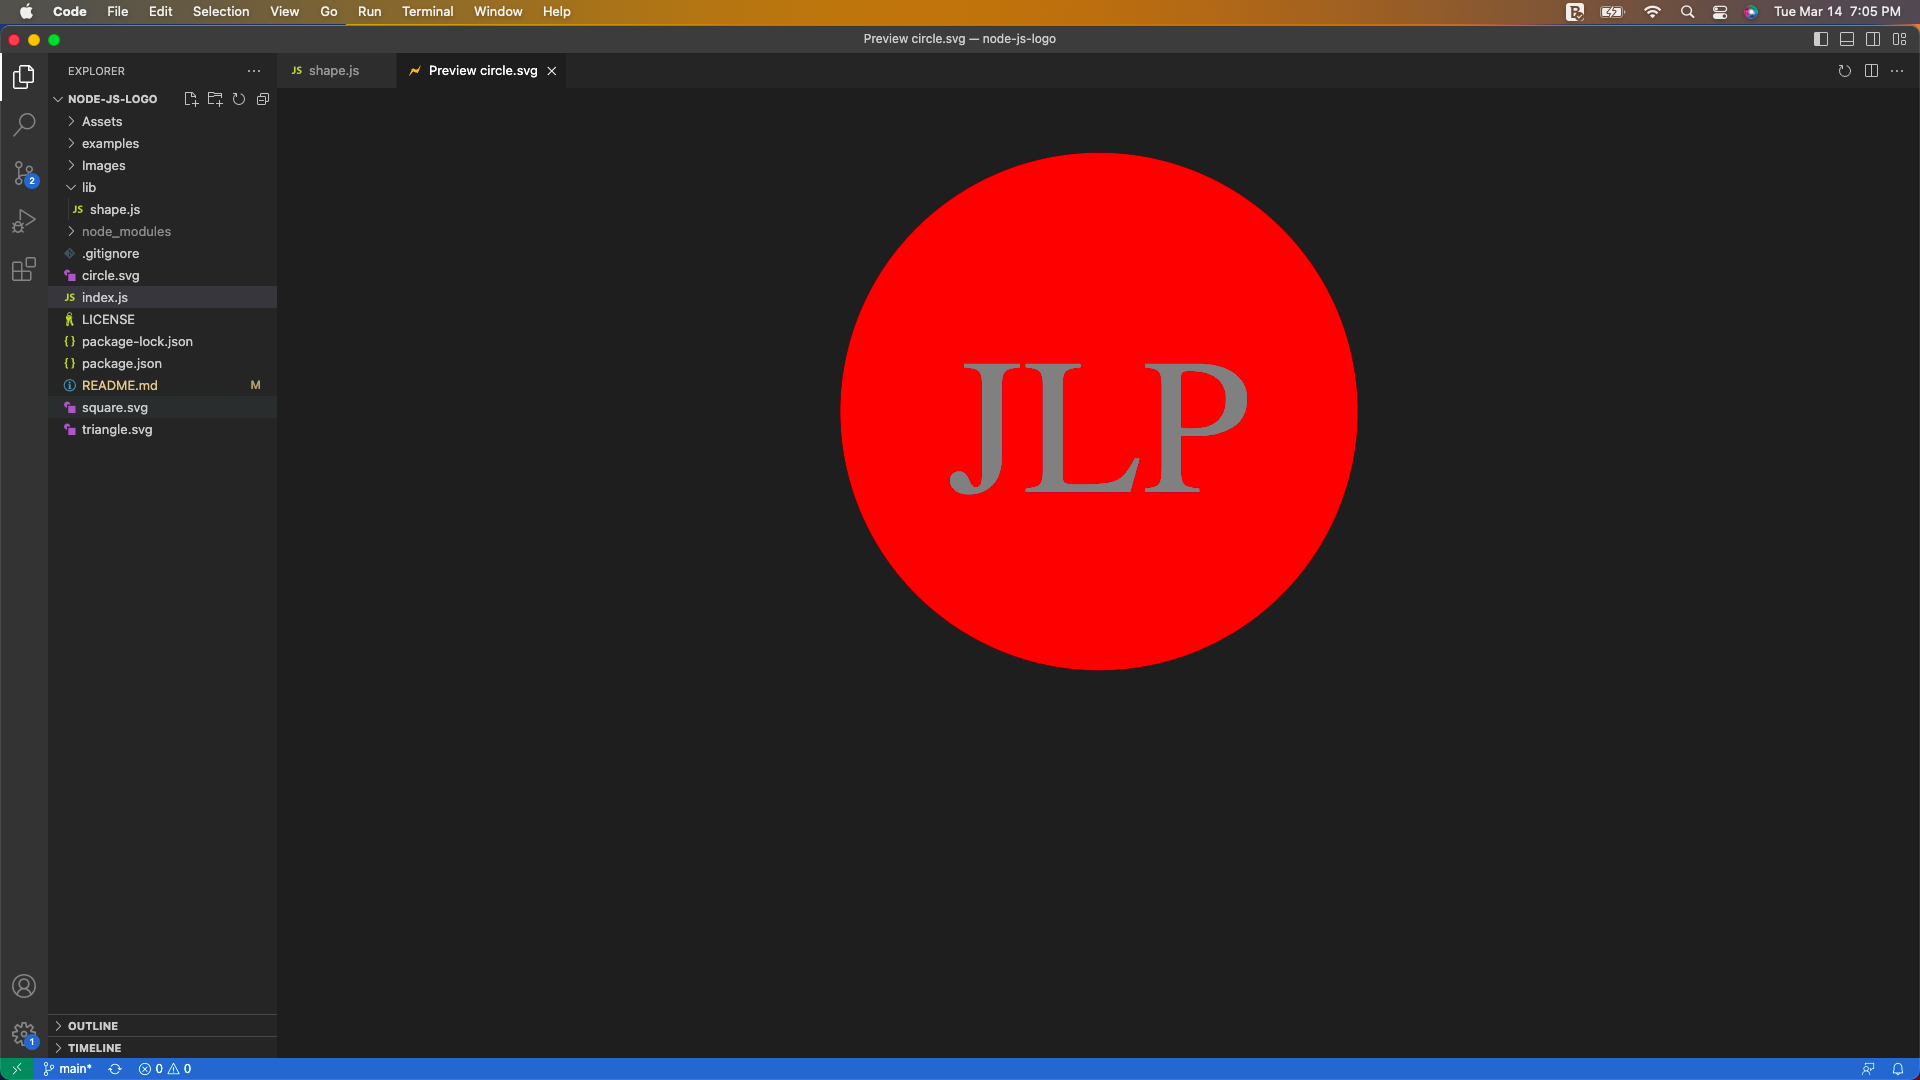 Code File Edit Selection View Go Run Terminal Window Help Tue Mar 14 7:05 PM
Preview circle.svg — node-js-logo
EXPLORER
JS shape.js Preview circle.svg
NODE-JS-LOGO
Assets
examples
Images
lib
JS shape.js
node_modules
.gitignore
circle.svg
JS index.js
LICENSE
{} package-lock.json
{} package.json
README.md M
square.svg
triangle.svg
2
JLP
OUTLINE
1
TIMELINE
main* 0 0